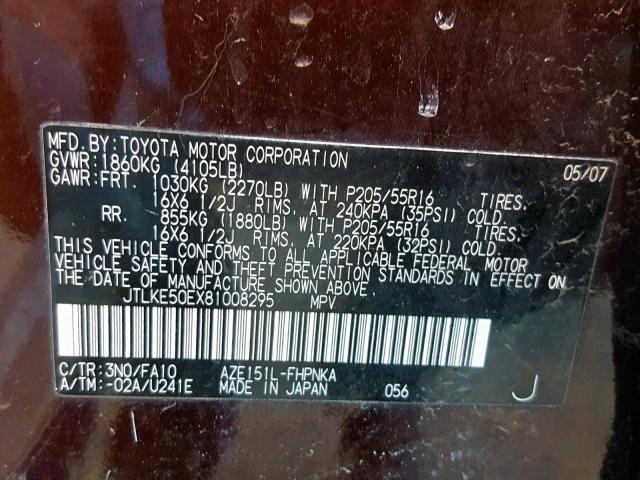 MFD.BY:TOYOTA MOTOR CORPORATION 05/07
GVWR:1860KG (4105LB)
GAWR:FRT. 1030KG (2270LB) WITH P205/55R16 TIRES.
16X6 1/2J RIMS, AT 240KPA (35PSI) COLD.
RR. 855KG (1880LB) WITH P205/55R16 TIRES.
16X6 1/2J RIMS, AT 220KPA (32PSI) COLD.
THIS VEHICLE CONFORMS TO ALL APPLICABLE FEDERAL MOTOR
VEHICLE SAFETY AND THEFT PREVENTION STANDARDS IN EFFECT ON
THE DATE OF MANUFACTURE SHOWN ABOVE.
JTLKE50EX81008295 MPV
C/TR:3N0/FA10 AZE151L-FHPNKA
A/TM:-02A/U241E MADE IN JAPAN 056 J